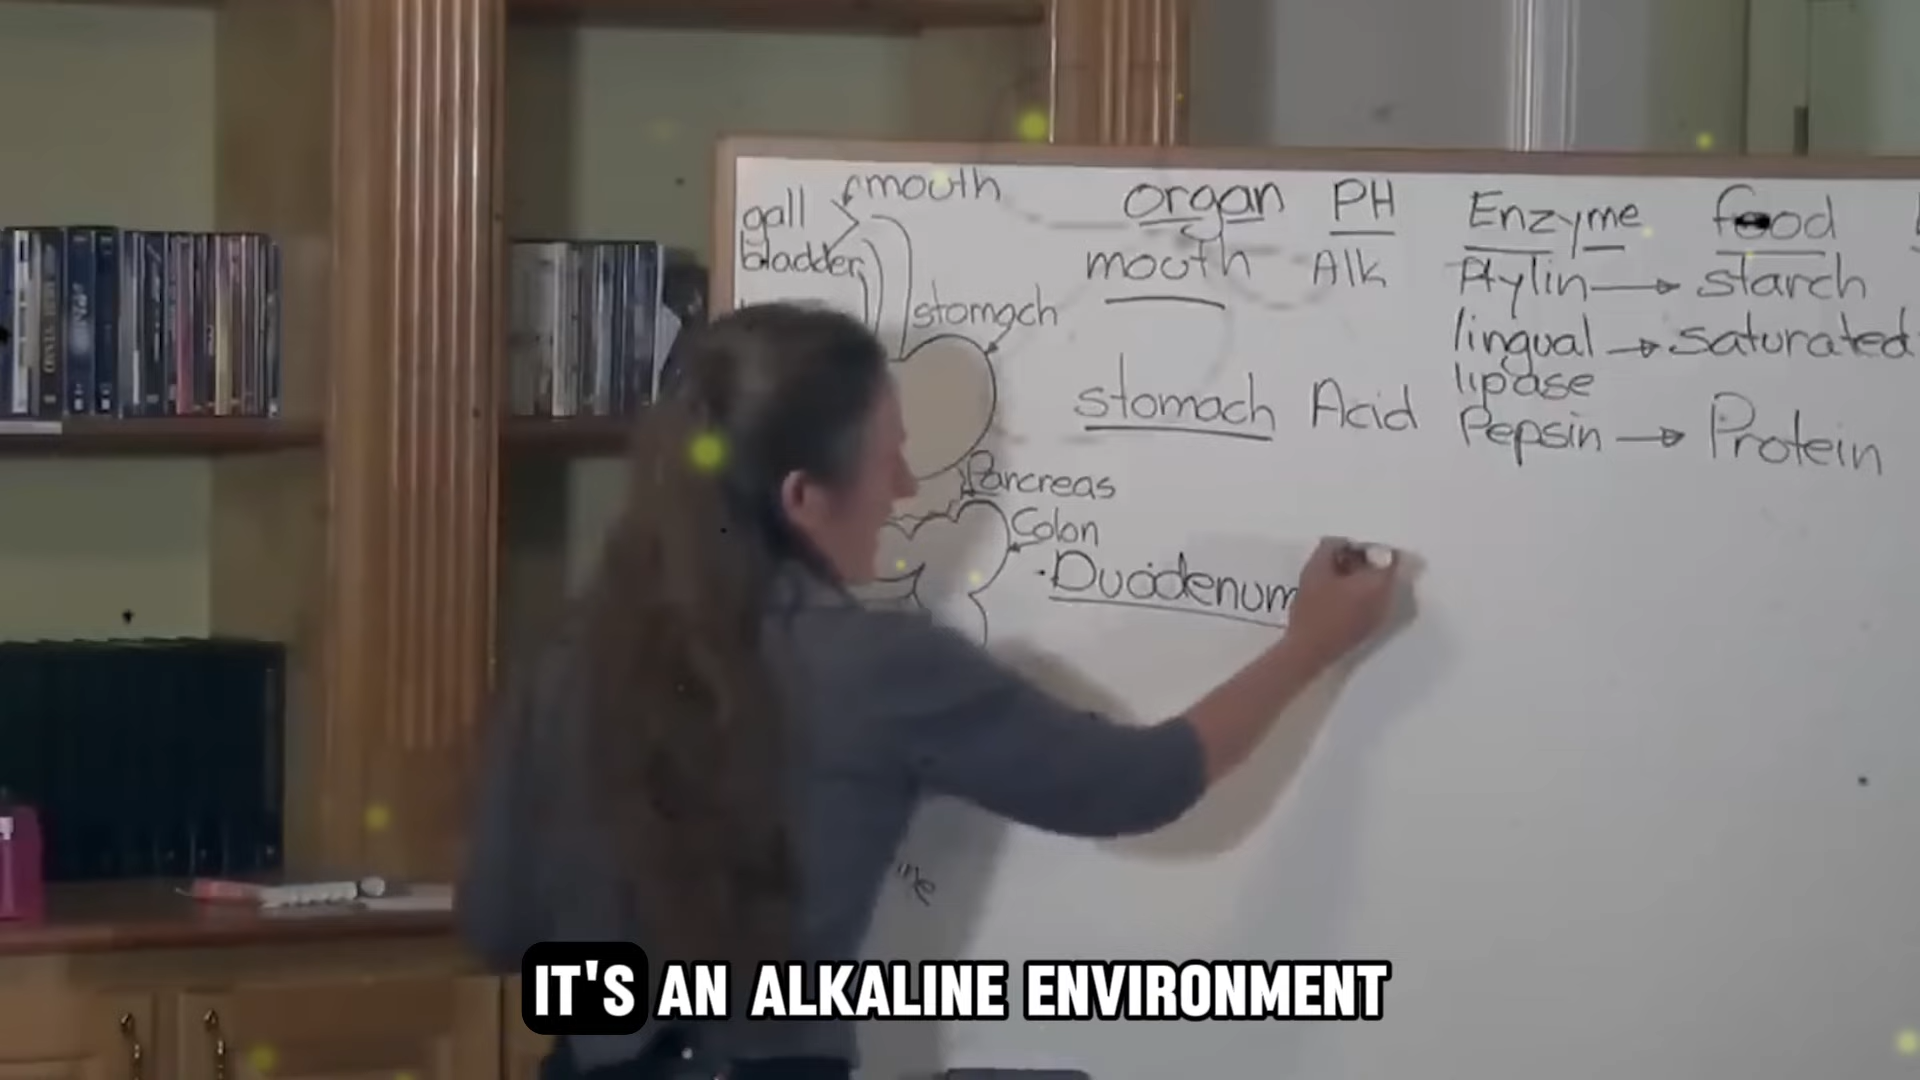 mouth
gall
bladder
stomach
Pancreas
Colon
organ PH Enzyme food
mouth Alk Ptylin → starch
lingual → saturated
lipase
stomach Acid Pepsin → Protein
Duodenum
ine
IT'S AN ALKALINE ENVIRONMENT